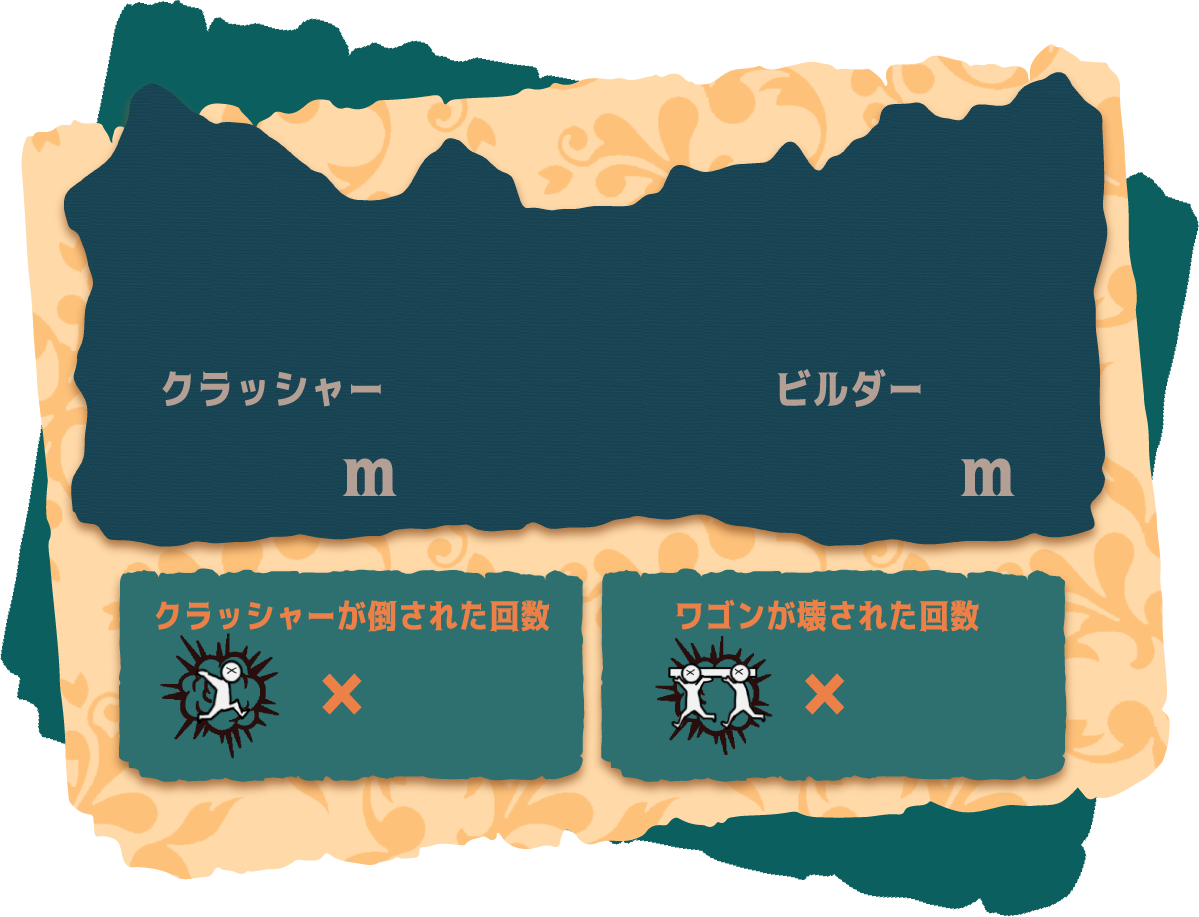 クラッシャー
ビルダー
m
m
クラッシャーが倒された回数
ワゴンが壊された回数
×
×